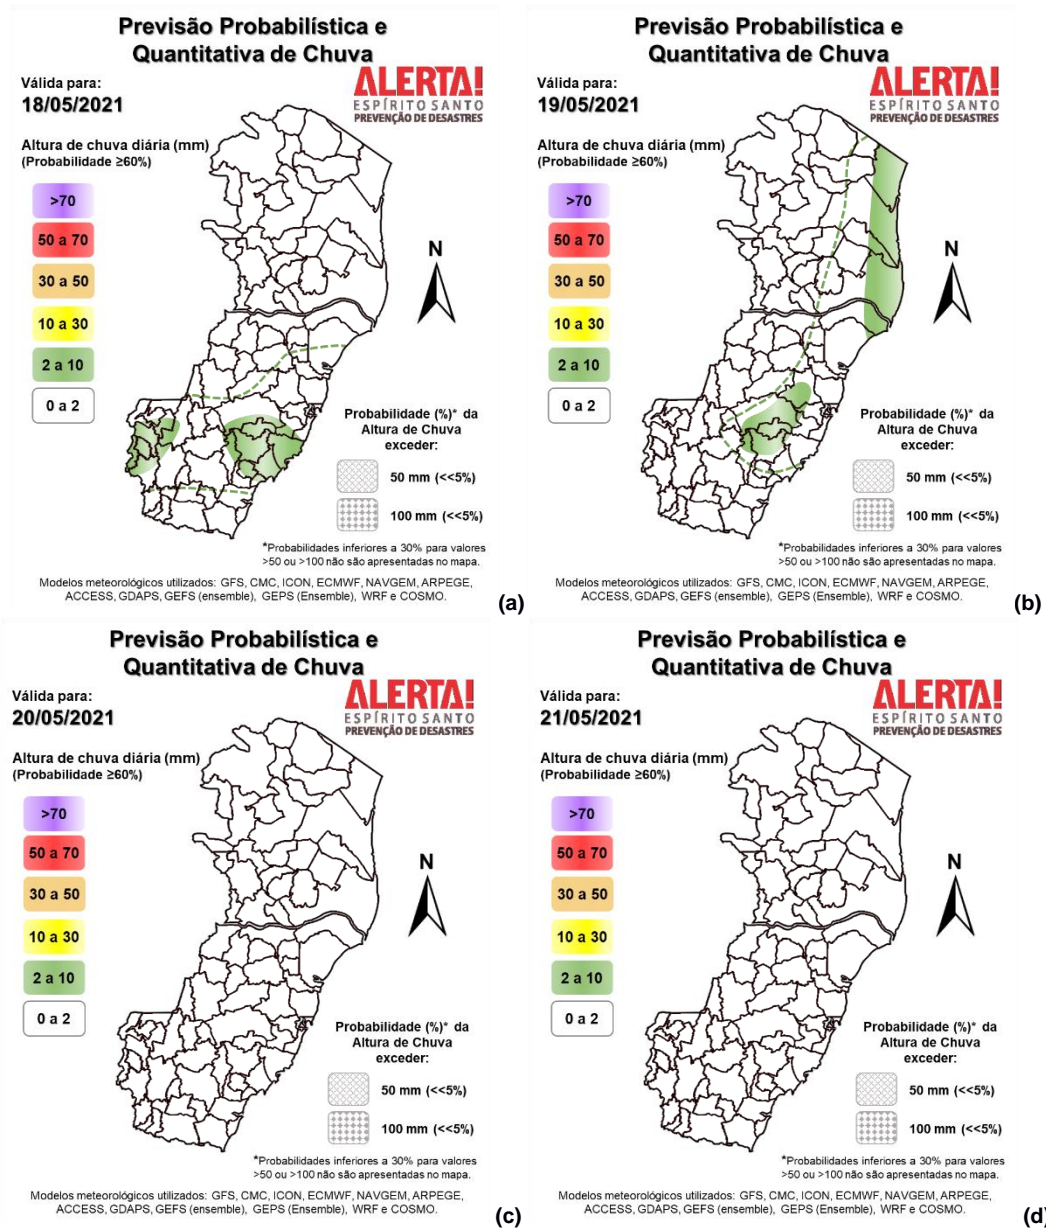 Previsão Probabilística e
Quantitativa de Chuva
Válida para:
18/05/2021
ALERTA!
ESPÍRITO SANTO
PREVENÇÃO DE DESASTRES
Altura de chuva diária (mm)
(Probabilidade ≥60%)
>70
50 a 70
30 a 50
10 a 30
2 a 10
0 a 2
N
Probabilidade (%)* da
Altura de Chuva
exceder:
50 mm (<<5%)
100 mm (<<5%)
*Probabilidades inferiores a 30% para valores
>50 ou >100 não são apresentadas no mapa.
Modelos meteorológicos utilizados: GFS, CMC, ICON, ECMWF, NAVGEM, ARPEGE,
ACCESS, GDAPS, GEFS (ensemble), GEPS (Ensemble), WRF e COSMO.
(a)
Previsão Probabilística e
Quantitativa de Chuva
Válida para:
19/05/2021
ALERTA!
ESPÍRITO SANTO
PREVENÇÃO DE DESASTRES
Altura de chuva diária (mm)
(Probabilidade ≥60%)
>70
50 a 70
30 a 50
10 a 30
2 a 10
0 a 2
N
Probabilidade (%)* da
Altura de Chuva
exceder:
50 mm (<<5%)
100 mm (<<5%)
*Probabilidades inferiores a 30% para valores
>50 ou >100 não são apresentadas no mapa.
Modelos meteorológicos utilizados: GFS, CMC, ICON, ECMWF, NAVGEM, ARPEGE,
ACCESS, GDAPS, GEFS (ensemble), GEPS (Ensemble), WRF e COSMO.
(b)
Previsão Probabilística e
Quantitativa de Chuva
Válida para:
20/05/2021
ALERTA!
ESPÍRITO SANTO
PREVENÇÃO DE DESASTRES
Altura de chuva diária (mm)
(Probabilidade ≥60%)
>70
50 a 70
30 a 50
10 a 30
2 a 10
0 a 2
N
Probabilidade (%)* da
Altura de Chuva
exceder:
50 mm (<<5%)
100 mm (<<5%)
*Probabilidades inferiores a 30% para valores
>50 ou >100 não são apresentadas no mapa.
Modelos meteorológicos utilizados: GFS, CMC, ICON, ECMWF, NAVGEM, ARPEGE,
ACCESS, GDAPS, GEFS (ensemble), GEPS (Ensemble), WRF e COSMO.
(c)
Previsão Probabilística e
Quantitativa de Chuva
Válida para:
21/05/2021
ALERTA!
ESPÍRITO SANTO
PREVENÇÃO DE DESASTRES
Altura de chuva diária (mm)
(Probabilidade ≥60%)
>70
50 a 70
30 a 50
10 a 30
2 a 10
0 a 2
N
Probabilidade (%)* da
Altura de Chuva
exceder:
50 mm (<<5%)
100 mm (<<5%)
*Probabilidades inferiores a 30% para valores
>50 ou >100 não são apresentadas no mapa.
Modelos meteorológicos utilizados: GFS, CMC, ICON, ECMWF, NAVGEM, ARPEGE,
ACCESS, GDAPS, GEFS (ensemble), GEPS (Ensemble), WRF e COSMO.
(d)